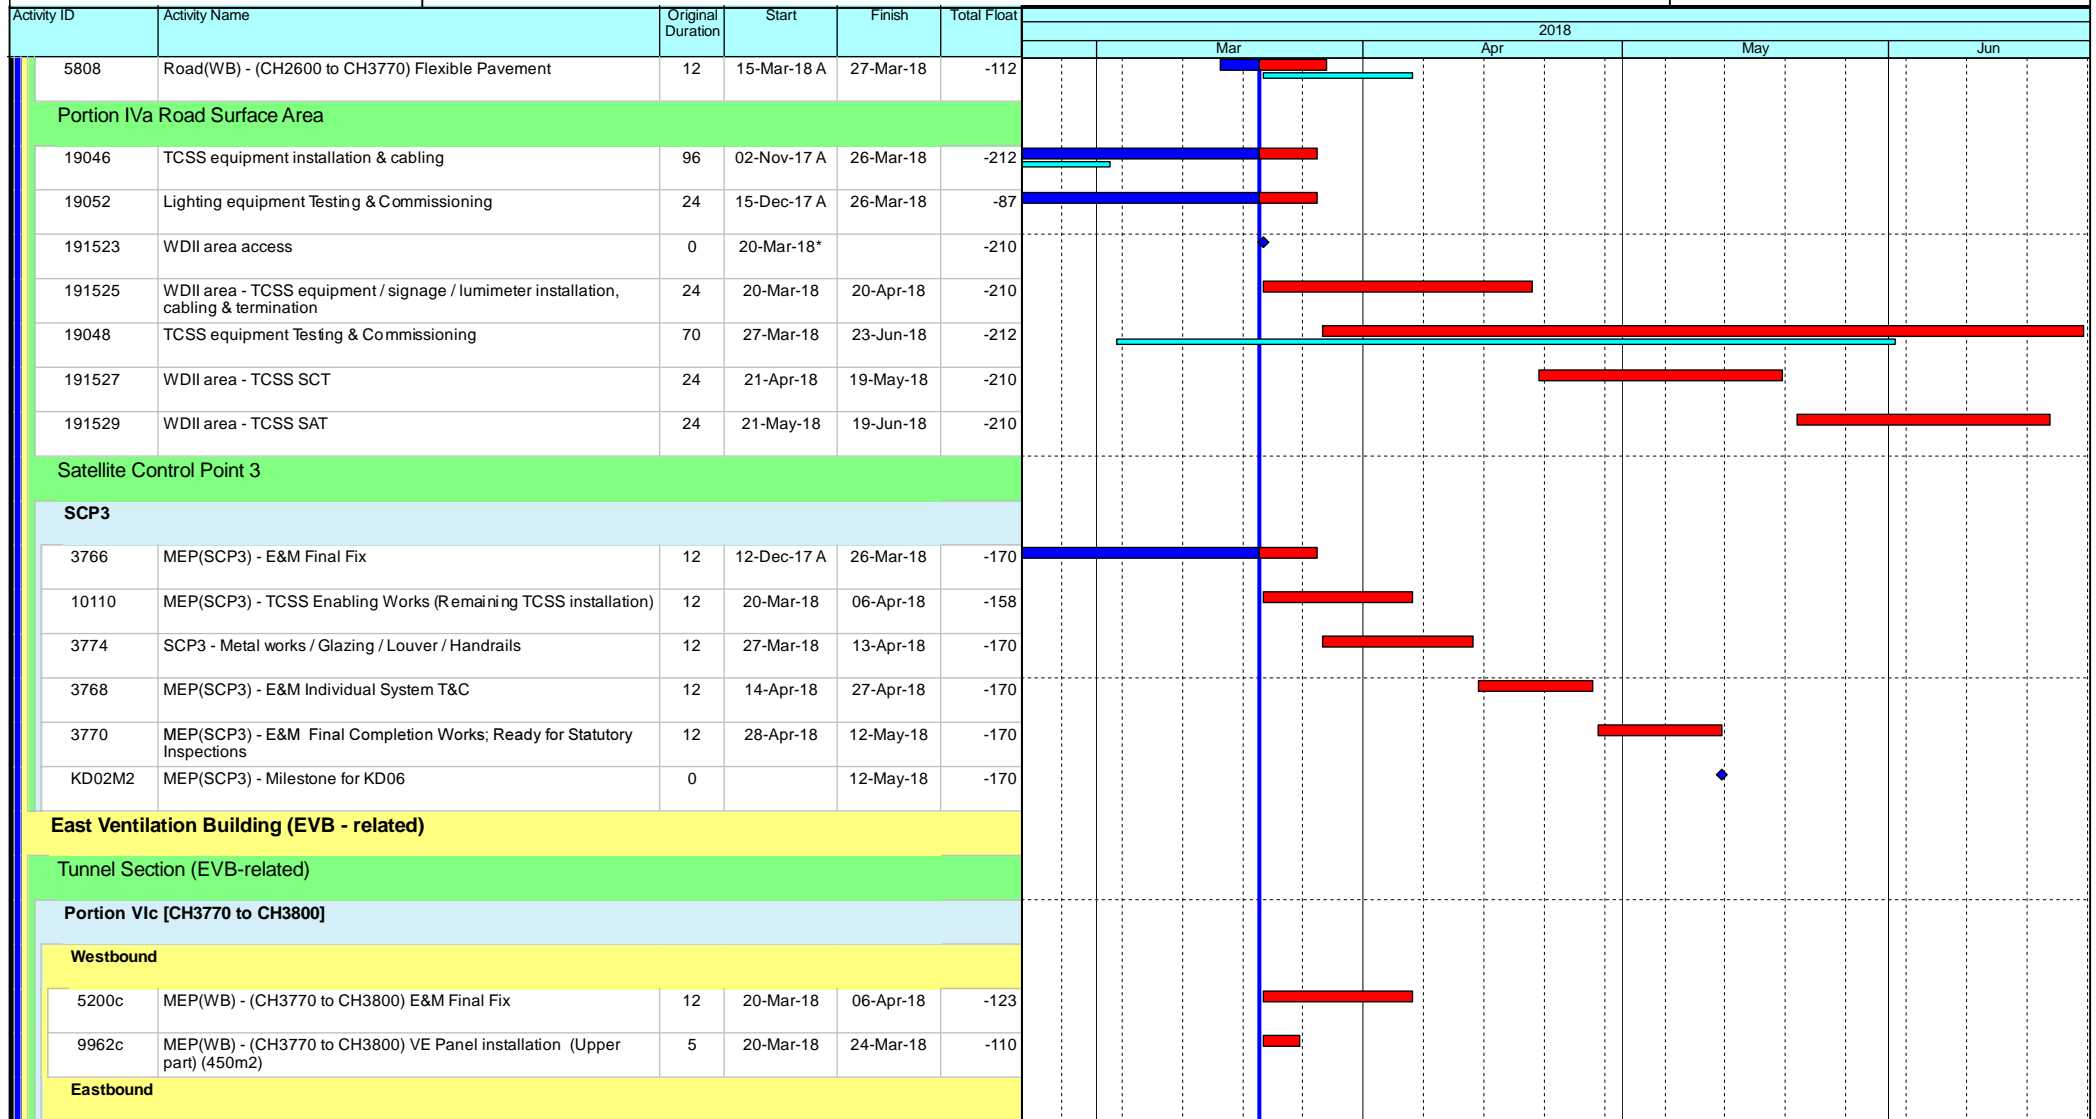 Activity ID Activity Name Original Duration Start Finish Total Float
2018
Mar Apr May Jun
5808 Road(WB) - (CH2600 to CH3770) Flexible Pavement 12 15-Mar-18 A 27-Mar-18 -112
Portion IVa Road Surface Area
19046 TCSS equipment installation & cabling 96 02-Nov-17 A 26-Mar-18 -212
19052 Lighting equipment Testing & Commissioning 24 15-Dec-17 A 26-Mar-18 -87
191523 WDII area access 0 20-Mar-18* -210
191525 WDII area - TCSS equipment / signage / lumimeter installation, 24 20-Mar-18 20-Apr-18 -210
cabling & termination
19048 TCSS equipment Testing & Commissioning 70 27-Mar-18 23-Jun-18 -212
191527 WDII area - TCSS SCT 24 21-Apr-18 19-May-18 -210
191529 WDII area - TCSS SAT 24 21-May-18 19-Jun-18 -210
Satellite Control Point 3
SCP3
3766 MEP(SCP3) - E&M Final Fix 12 12-Dec-17 A 26-Mar-18 -170
10110 MEP(SCP3) - TCSS Enabling Works (Remaining TCSS installation) 12 20-Mar-18 06-Apr-18 -158
3774 SCP3 - Metal works / Glazing / Louver / Handrails 12 27-Mar-18 13-Apr-18 -170
3768 MEP(SCP3) - E&M Individual System T&C 12 14-Apr-18 27-Apr-18 -170
3770 MEP(SCP3) - E&M Final Completion Works; Ready for Statutory 12 28-Apr-18 12-May-18 -170
Inspections
KD02M2 MEP(SCP3) - Milestone for KD06 0 12-May-18 -170
East Ventilation Building (EVB - related)
Tunnel Section (EVB-related)
Portion VIc [CH3770 to CH3800]
Westbound
5200c MEP(WB) - (CH3770 to CH3800) E&M Final Fix 12 20-Mar-18 06-Apr-18 -123
9962c MEP(WB) - (CH3770 to CH3800) VE Panel installation (Upper 5 20-Mar-18 24-Mar-18 -110
part) (450m2)
Eastbound